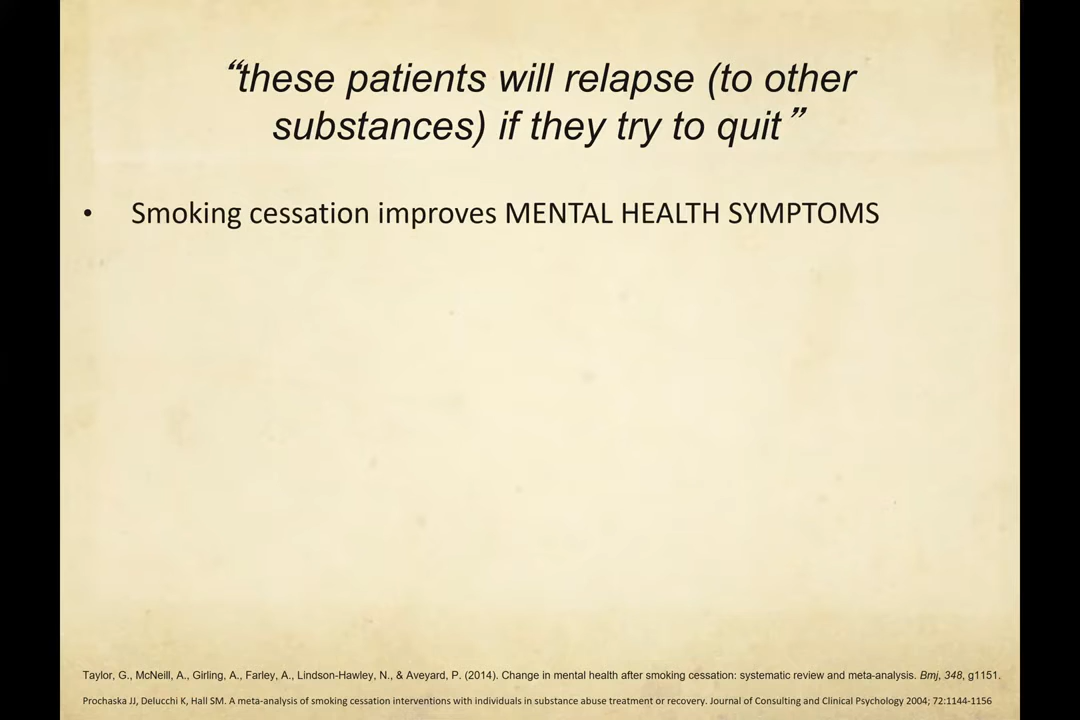 “these patients will relapse (to other
substances) if they try to quit”
• Smoking cessation improves MENTAL HEALTH SYMPTOMS
Taylor, G., McNeill, A., Girling, A., Farley, A., Lindson-Hawley, N., & Aveyard, P. (2014). Change in mental health after smoking cessation: systematic review and meta-analysis. Bmj, 348, g1151.
Prochaska JJ, Delucchi K, Hall SM. A meta-analysis of smoking cessation interventions with individuals in substance abuse treatment or recovery. Journal of Consulting and Clinical Psychology 2004; 72:1144-1156